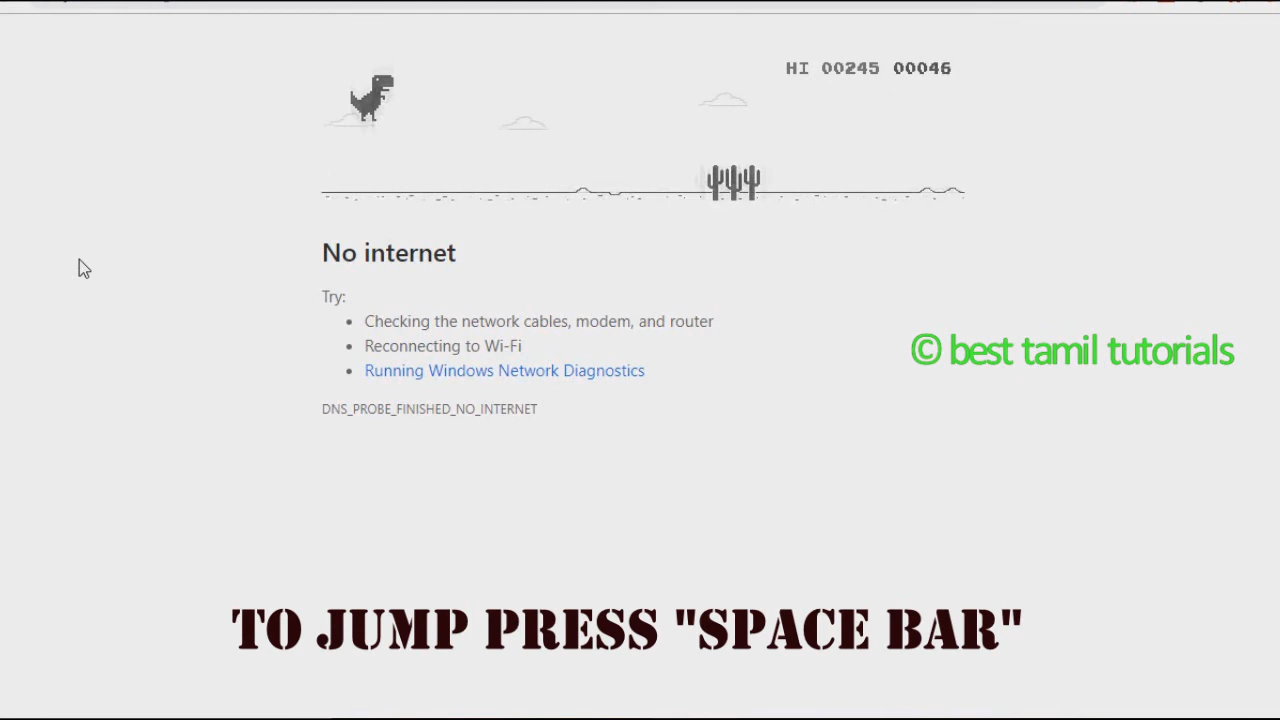 HI 00245 00046
No internet
Try:
Checking the network cables, modem, and router
Reconnecting to Wi-Fi
Running Windows Network Diagnostics
© best tamil tutorials
DNS_PROBE_FINISHED_NO_INTERNET
TO JUMP PRESS "SPACE BAR"